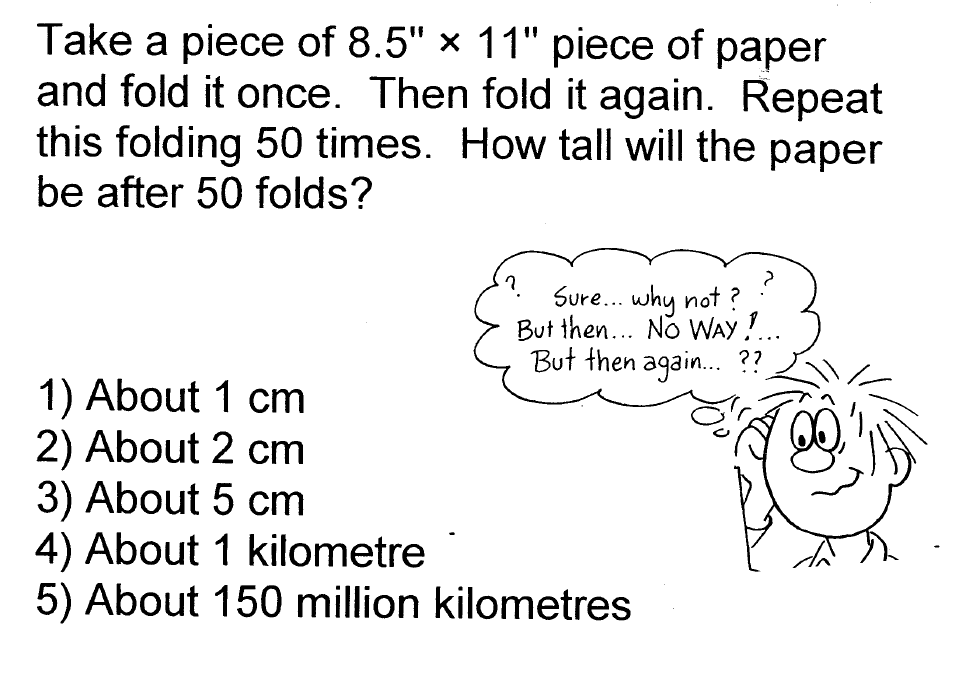 Take a piece of 8.5" × 11" piece of paper
and fold it once.  Then fold it again.  Repeat
this folding 50 times.  How tall will the paper
be after 50 folds?
?. Sure... why not ? ?
But then... NO WAY !...
But then again... ??
1) About 1 cm
2) About 2 cm
3) About 5 cm
4) About 1 kilometre
5) About 150 million kilometres